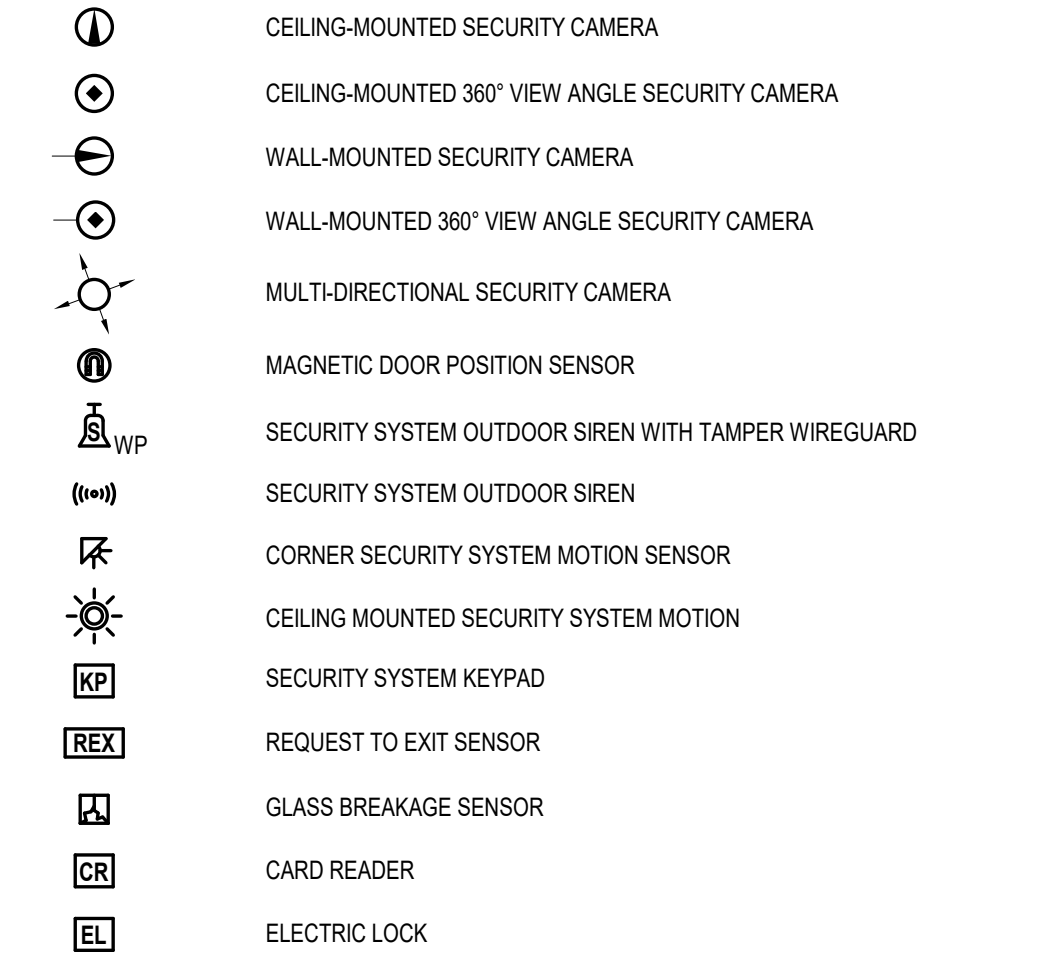 CEILING-MOUNTED SECURITY CAMERA
CEILING-MOUNTED 360° VIEW ANGLE SECURITY CAMERA
WALL-MOUNTED SECURITY CAMERA
WALL-MOUNTED 360° VIEW ANGLE SECURITY CAMERA
MULTI-DIRECTIONAL SECURITY CAMERA
MAGNETIC DOOR POSITION SENSOR
S WP SECURITY SYSTEM OUTDOOR SIREN WITH TAMPER WIREGUARD
SECURITY SYSTEM OUTDOOR SIREN
CORNER SECURITY SYSTEM MOTION SENSOR
CEILING MOUNTED SECURITY SYSTEM MOTION
KP SECURITY SYSTEM KEYPAD
REX REQUEST TO EXIT SENSOR
GLASS BREAKAGE SENSOR
CR CARD READER
EL ELECTRIC LOCK